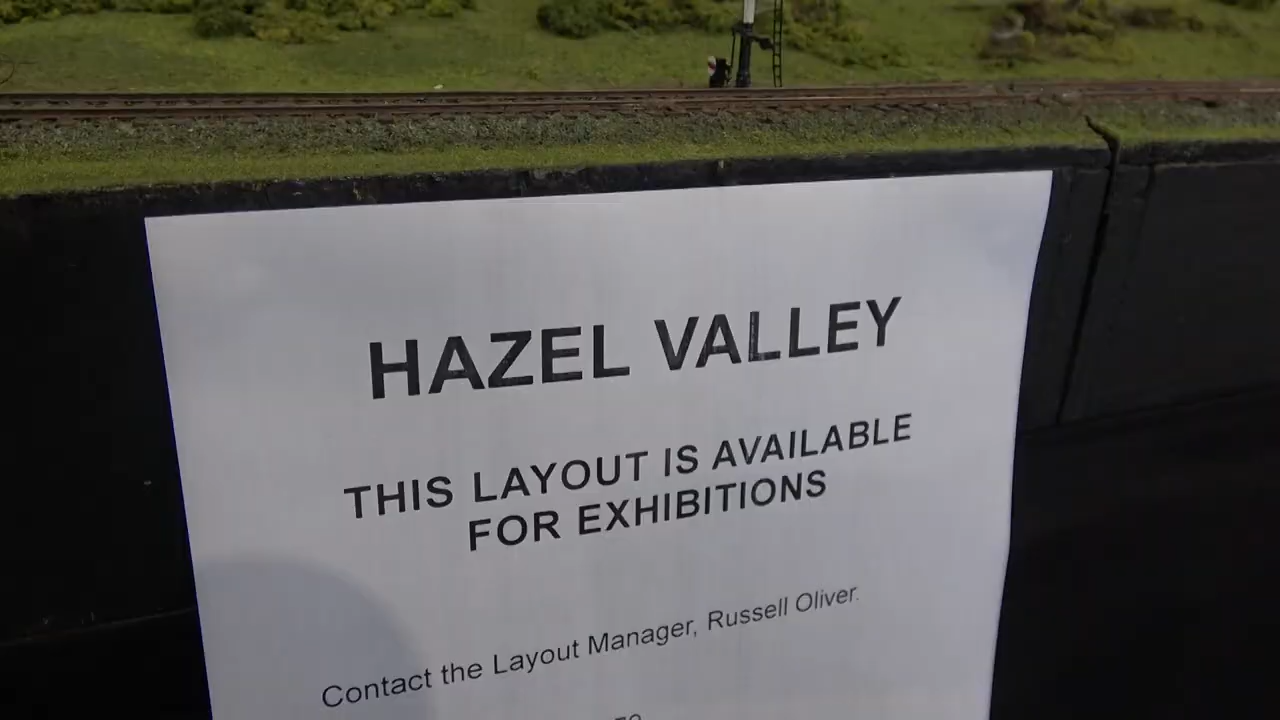 HAZEL VALLEY
THIS LAYOUT IS AVAILABLE
FOR EXHIBITIONS
Contact the Layout Manager, Russell Oliver.